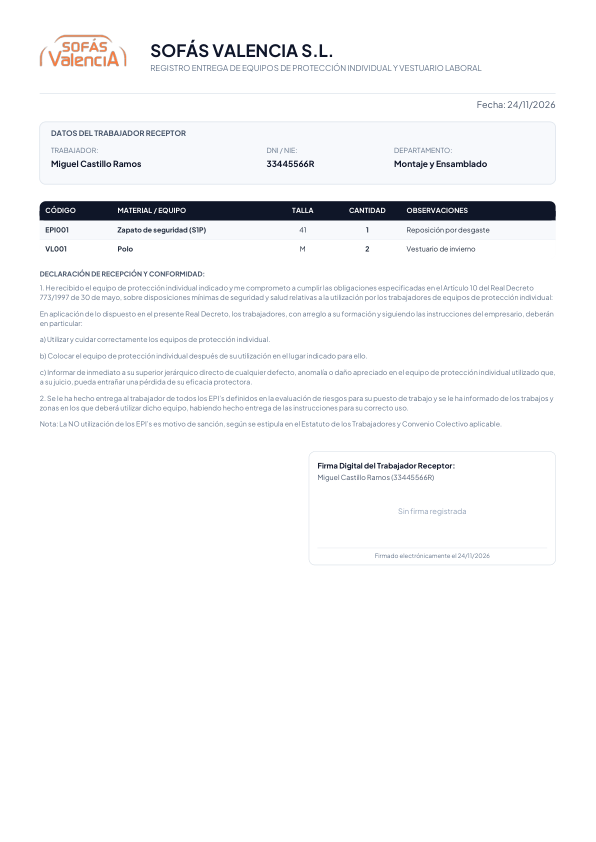 SOFÁS
ValenciA
SOFÁS VALENCIA S.L.
REGISTRO ENTREGA DE EQUIPOS DE PROTECCIÓN INDIVIDUAL Y VESTUARIO LABORAL
Fecha: 24/11/2026
DATOS DEL TRABAJADOR RECEPTOR
TRABAJADOR: DNI / NIE: DEPARTAMENTO:
Miguel Castillo Ramos 33445566R Montaje y Ensamblado
CÓDIGO MATERIAL / EQUIPO TALLA CANTIDAD OBSERVACIONES
EPI001 Zapato de seguridad (S1P) 41 1 Reposición por desgaste
VL001 Polo M 2 Vestuario de invierno
DECLARACIÓN DE RECEPCIÓN Y CONFORMIDAD:
1. He recibido el equipo de protección individual indicado y me comprometo a cumplir las obligaciones especificadas en el Artículo 10 del Real Decreto
773/1997 de 30 de mayo, sobre disposiciones mínimas de seguridad y salud relativas a la utilización por los trabajadores de equipos de protección individual:
En aplicación de lo dispuesto en el presente Real Decreto, los trabajadores, con arreglo a su formación y siguiendo las instrucciones del empresario, deberán
en particular:
a) Utilizar y cuidar correctamente los equipos de protección individual.
b) Colocar el equipo de protección individual después de su utilización en el lugar indicado para ello.
c) Informar de inmediato a su superior jerárquico directo de cualquier defecto, anomalía o daño apreciado en el equipo de protección individual utilizado que,
a su juicio, pueda entrañar una pérdida de su eficacia protectora.
2. Se le ha hecho entrega al trabajador de todos los EPI's definidos en la evaluación de riesgos para su puesto de trabajo y se le ha informado de los trabajos y
zonas en los que deberá utilizar dicho equipo, habiendo hecho entrega de las instrucciones para su correcto uso.
Nota: La NO utilización de los EPI's es motivo de sanción, según se estipula en el Estatuto de los Trabajadores y Convenio Colectivo aplicable.
Firma Digital del Trabajador Receptor:
Miguel Castillo Ramos (33445566R)
Sin firma registrada
Firmado electrónicamente el 24/11/2026